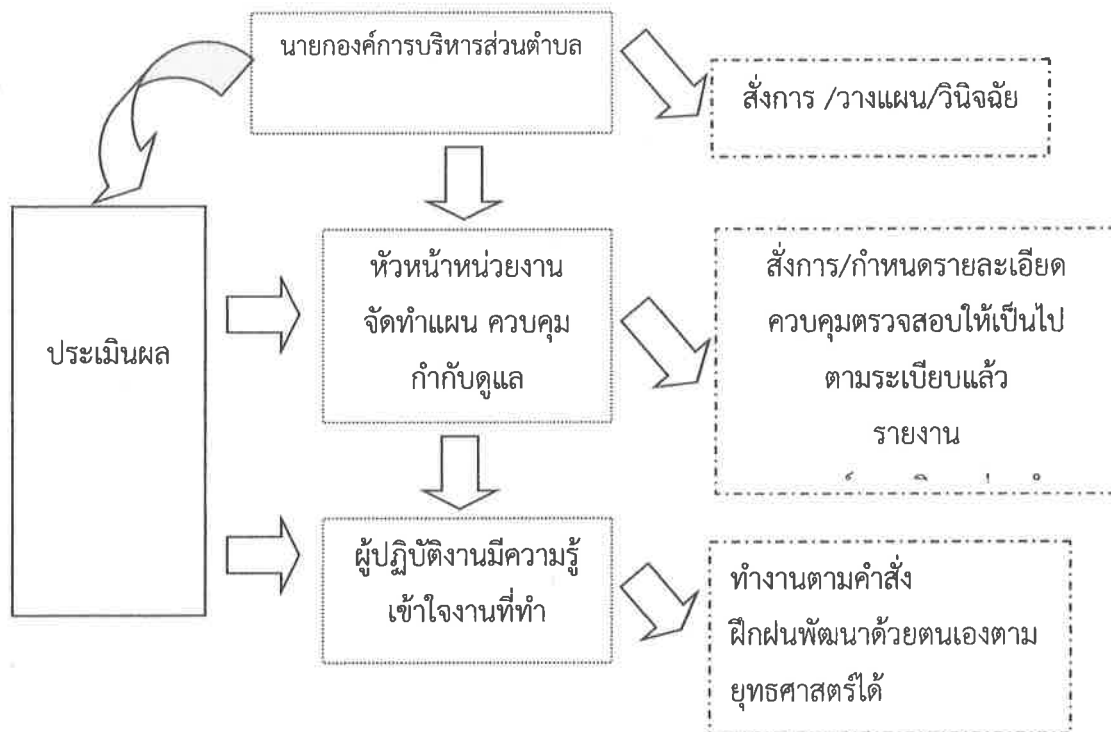 นายกองค์การบริหารส่วนตำบล
สั่งการ /วางแผน/วินิจฉัย
ประเมินผล
หัวหน้าหน่วยงาน
จัดทำแผน ควบคุม
กำกับดูแล
สั่งการ/กำหนดรายละเอียด
ควบคุมตรวจสอบให้เป็นไป
ตามระเบียบแล้ว
รายงาน
ผู้ปฏิบัติงานมีความรู้
เข้าใจงานที่ทำ
ทำงานตามคำสั่ง
ฝึกฝนพัฒนาด้วยตนเองตาม
ยุทธศาสตร์ได้